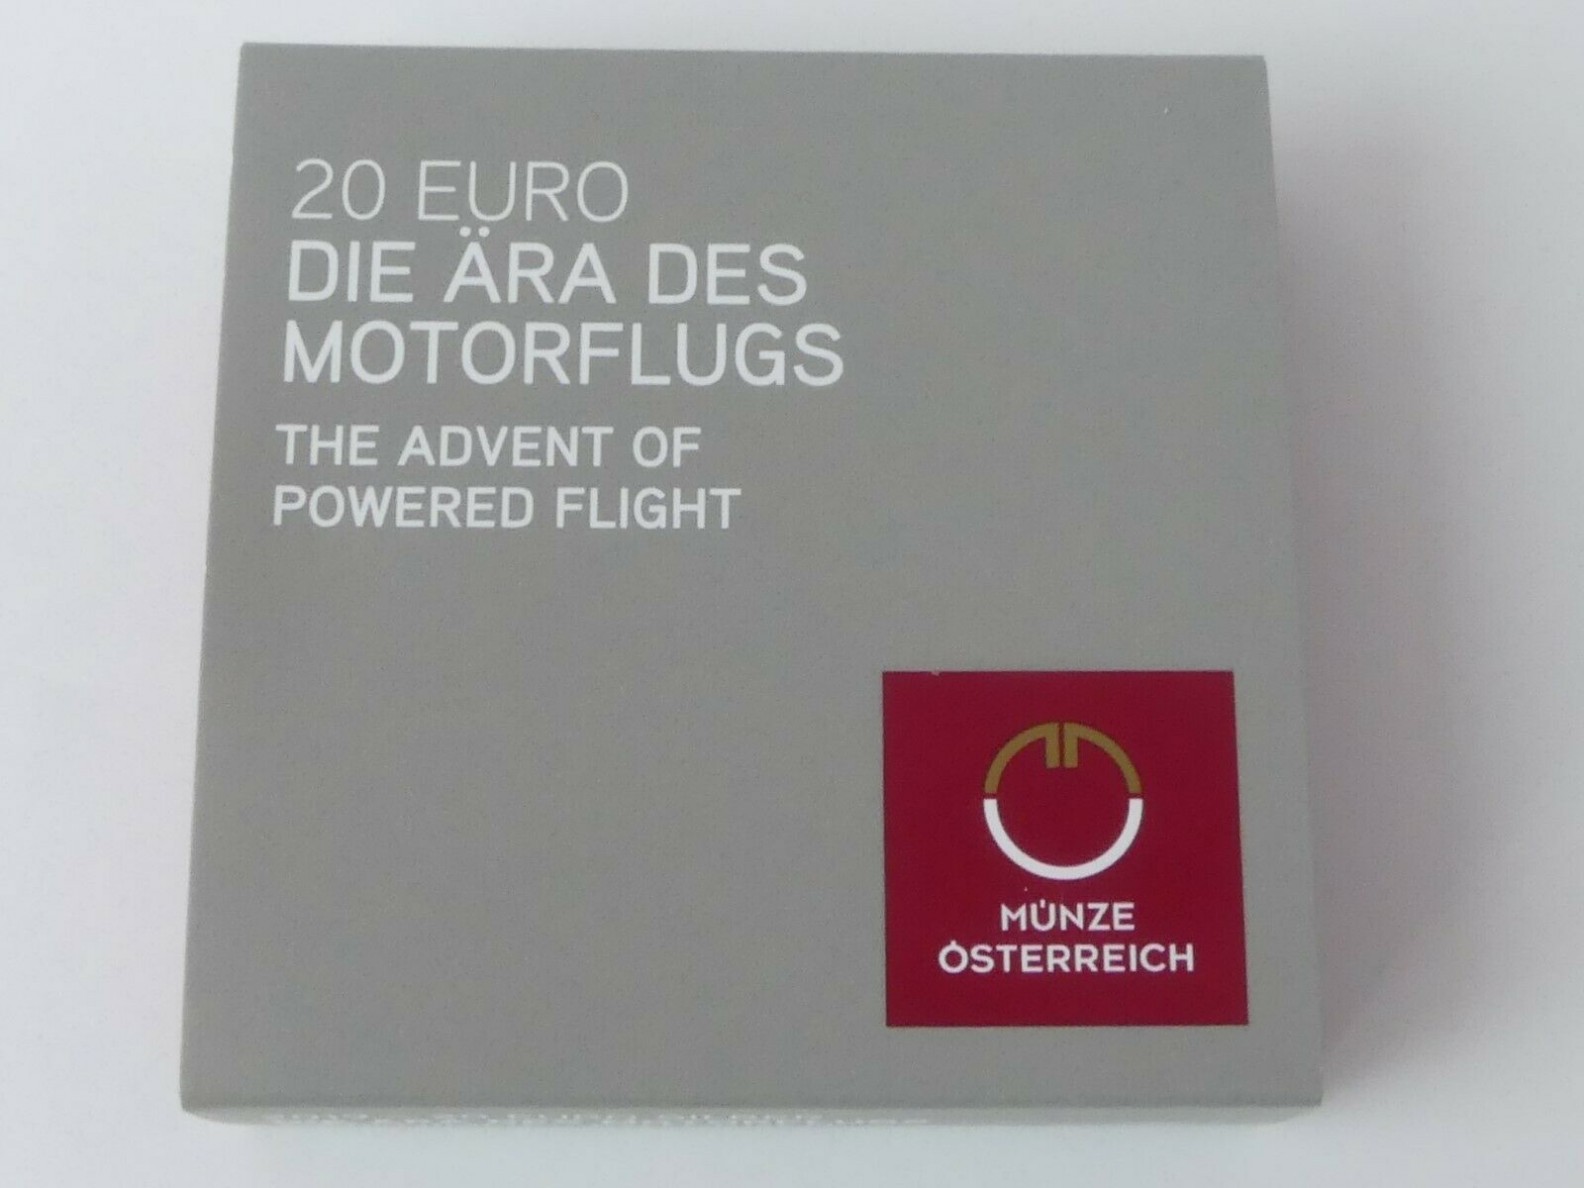 20 EURO
DIE ÄRA DES
MOTORFLUGS
THE ADVENT OF
POWERED FLIGHT
MÜNZE
ÖSTERREICH